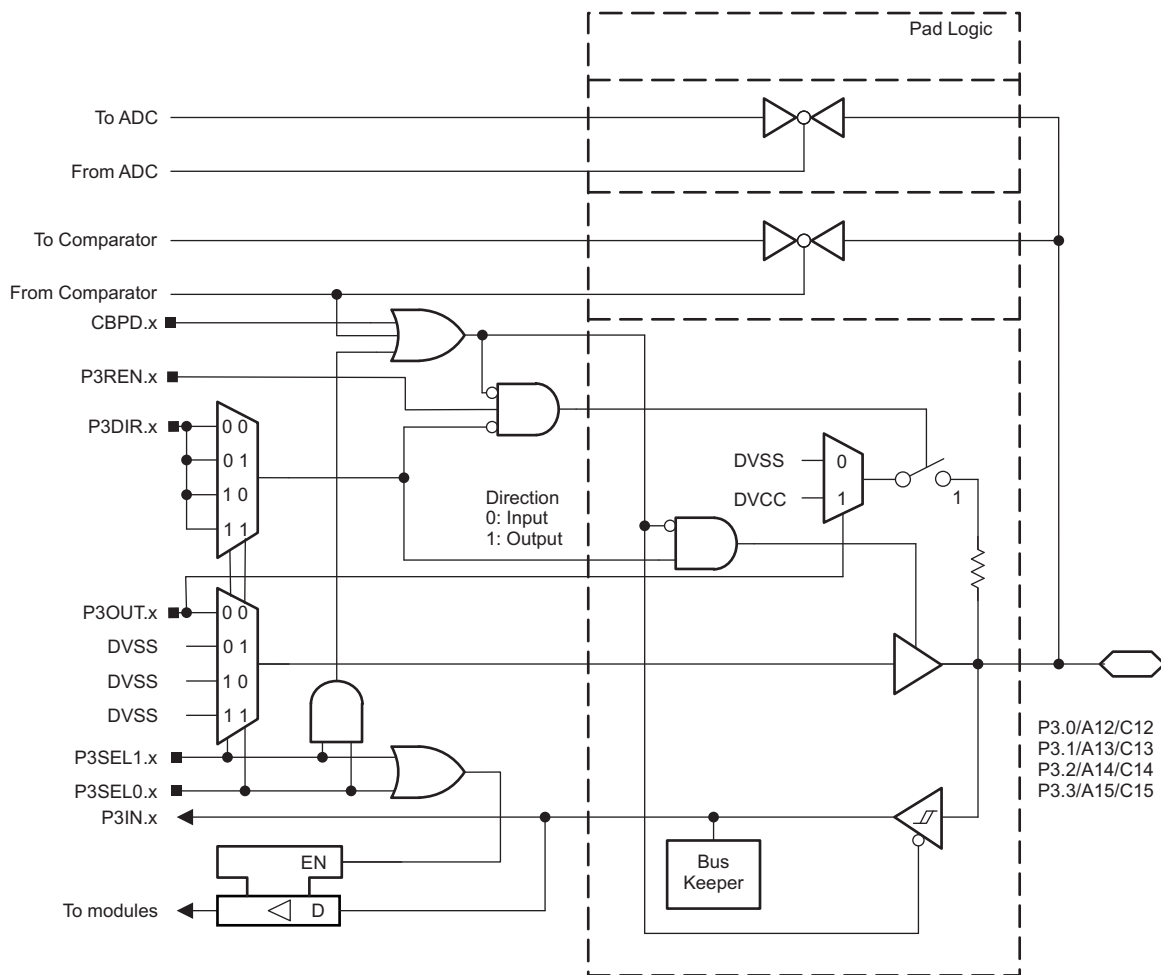 Pad Logic
To ADC
From ADC
To Comparator
From Comparator
CBPD.x
P3REN.x
P3DIR.x
0 0
0 1
1 0
1 1
Direction
0: Input
1: Output
DVSS
DVCC
0
1
1
P3OUT.x
DVSS
DVSS
DVSS
0 0
0 1
1 0
1 1
P3SEL1.x
P3SEL0.x
P3IN.x
EN
D
To modules
Bus
Keeper
P3.0/A12/C12
P3.1/A13/C13
P3.2/A14/C14
P3.3/A15/C15